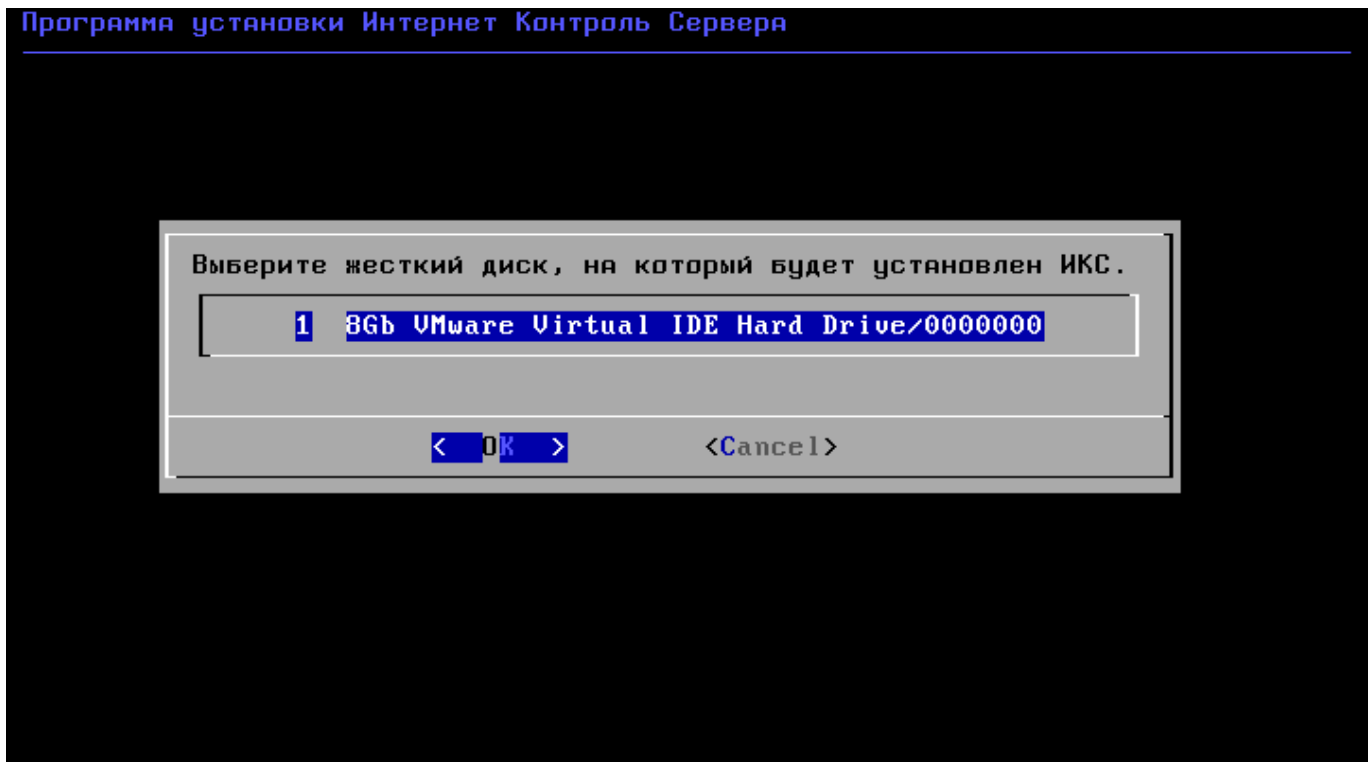 Программа установки Интернет Контроль Сервера
Выберите жесткий диск, на который будет установлен ИКС.
1 8Gb VMware Virtual IDE Hard Drive/0000000
< OK > <Cancel>